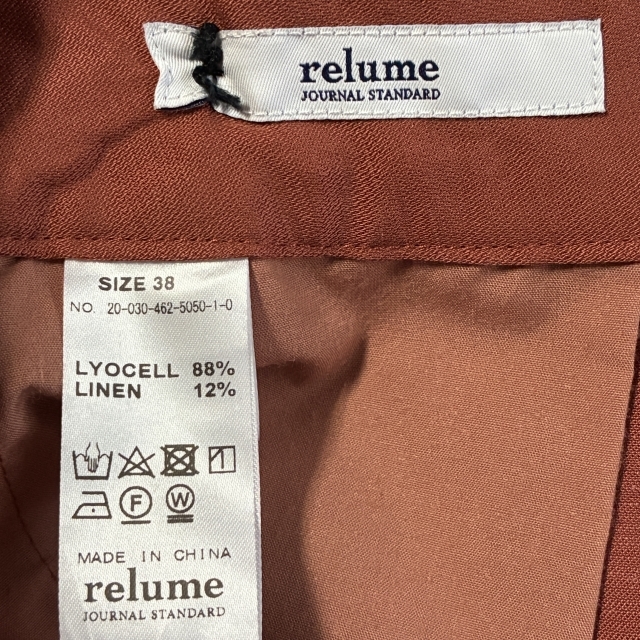 relume
JOURNAL STANDARD
SIZE 38
NO. 20-030-462-5050-1-0
LYOCELL 88%
LINEN 12%
F W
MADE IN CHINA
relume
JOURNAL STANDARD